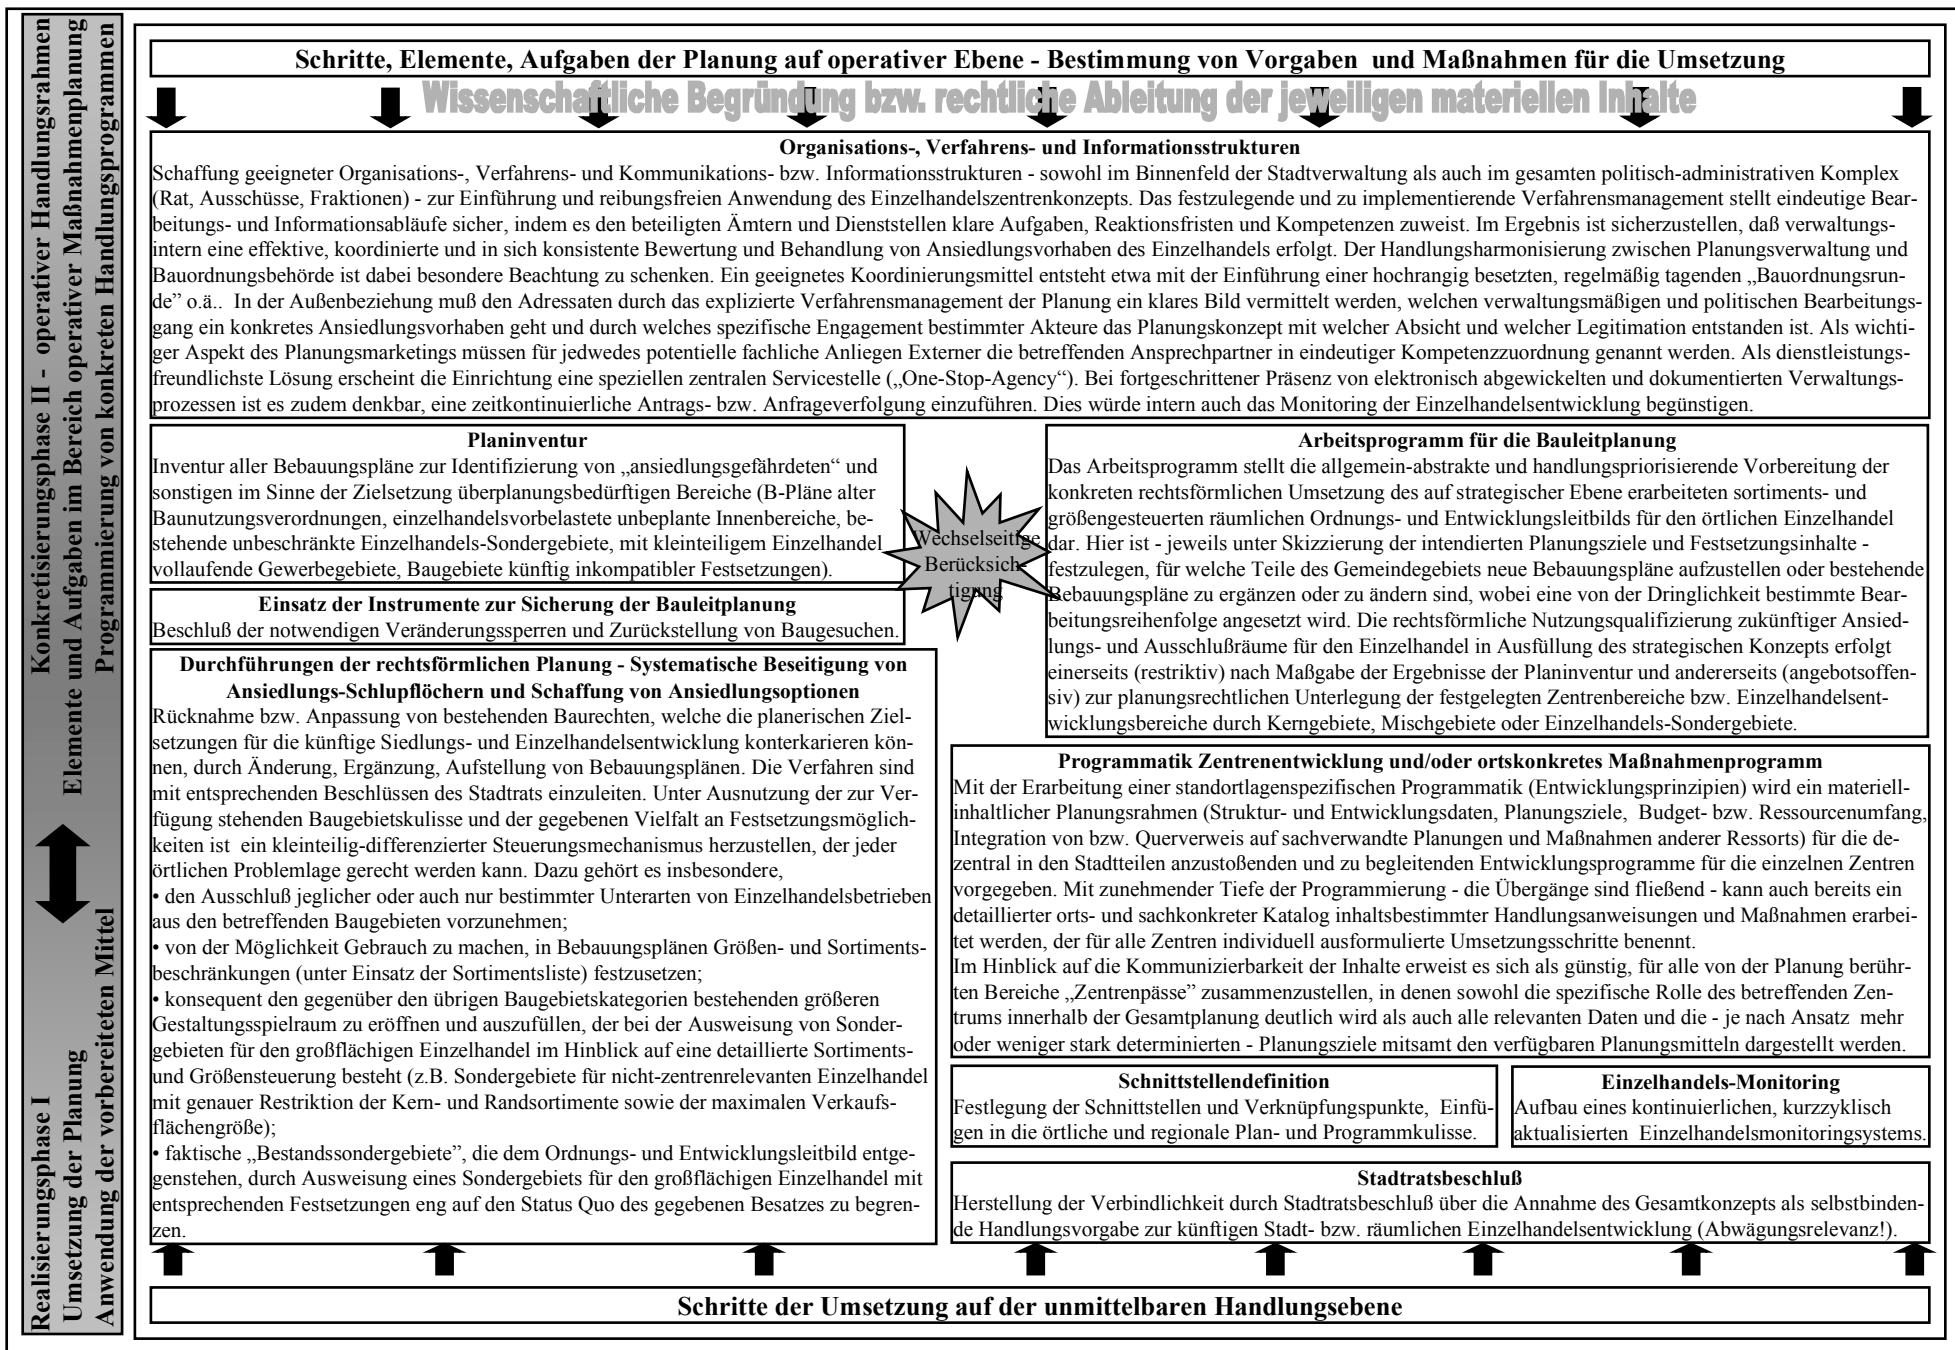 Konkretisierungsphase II - operativer Handlungsrahmen
Elemente und Aufgaben im Bereich operativer Maßnahmenplanung
Programmierung von konkreten Handlungsprogrammen
Realisierungsphase I
Umsetzung der Planung
Anwendung der vorbereiteten Mittel
Schritte, Elemente, Aufgaben der Planung auf operativer Ebene - Bestimmung von Vorgaben und Maßnahmen für die Umsetzung
Wissenschaftliche Begründung bzw. rechtliche Ableitung der jeweiligen materiellen Inhalte
Organisations-, Verfahrens- und Informationsstrukturen
Schaffung geeigneter Organisations-, Verfahrens- und Kommunikations- bzw. Informationsstrukturen - sowohl im Binnenfeld der Stadtverwaltung als auch im gesamten politisch-administrativen Komplex
(Rat, Ausschüsse, Fraktionen) - zur Einführung und reibungsfreien Anwendung des Einzelhandelszentrenkonzepts. Das festzulegende und zu implementierende Verfahrensmanagement stellt eindeutige Bear-
beitungs- und Informationsabläufe sicher, indem es den beteiligten Ämtern und Dienststellen klare Aufgaben, Reaktionsfristen und Kompetenzen zuweist. Im Ergebnis ist sicherzustellen, daß verwaltungs-
intern eine effektive, koordinierte und in sich konsistente Bewertung und Behandlung von Ansiedlungsvorhaben des Einzelhandels erfolgt. Der Handlungsharmonisierung zwischen Planungsverwaltung und
Bauordnungsbehörde ist dabei besondere Beachtung zu schenken. Ein geeignetes Koordinierungsmittel entsteht etwa mit der Einführung einer hochrangig besetzten, regelmäßig tagenden „Bauordnungsrun-
de” o.ä.. In der Außenbeziehung muß den Adressaten durch das explizierte Verfahrensmanagement der Planung ein klares Bild vermittelt werden, welchen verwaltungsmäßigen und politischen Bearbeitungs-
gang ein konkretes Ansiedlungsvorhaben geht und durch welches spezifische Engagement bestimmter Akteure das Planungskonzept mit welcher Absicht und welcher Legitimation entstanden ist. Als wichti-
ger Aspekt des Planungsmarketings müssen für jedwedes potentielle fachliche Anliegen Externer die betreffenden Ansprechpartner in eindeutiger Kompetenzzuordnung genannt werden. Als dienstleistungs-
freundlichste Lösung erscheint die Einrichtung eine speziellen zentralen Servicestelle („One-Stop-Agency“). Bei fortgeschrittener Präsenz von elektronisch abgewickelten und dokumentierten Verwaltungs-
prozessen ist es zudem denkbar, eine zeitkontinuierliche Antrags- bzw. Anfrageverfolgung einzuführen. Dies würde intern auch das Monitoring der Einzelhandelsentwicklung begünstigen.
Planinventur
Inventur aller Bebauungspläne zur Identifizierung von „ansiedlungsgefährdeten“ und
sonstigen im Sinne der Zielsetzung überplanungsbedürftigen Bereiche (B-Pläne alter
Baunutzungsverordnungen, einzelhandelsvorbelastete unbeplante Innenbereiche, be-
stehende unbeschränkte Einzelhandels-Sondergebiete, mit kleinteiligem Einzelhandel
vollaufende Gewerbegebiete, Baugebiete künftig inkompatibler Festsetzungen).
Einsatz der Instrumente zur Sicherung der Bauleitplanung
Beschluß der notwendigen Veränderungssperren und Zurückstellung von Baugesuchen.
Durchführungen der rechtsförmlichen Planung - Systematische Beseitigung von
Ansiedlungs-Schlupflöchern und Schaffung von Ansiedlungsoptionen
Rücknahme bzw. Anpassung von bestehenden Baurechten, welche die planerischen Ziel-
setzungen für die künftige Siedlungs- und Einzelhandelsentwicklung konterkarieren kön-
nen, durch Änderung, Ergänzung, Aufstellung von Bebauungsplänen. Die Verfahren sind
mit entsprechenden Beschlüssen des Stadtrats einzuleiten. Unter Ausnutzung der zur Ver-
fügung stehenden Baugebietskulisse und der gegebenen Vielfalt an Festsetzungsmöglich-
keiten ist ein kleinteilig-differenzierter Steuerungsmechanismus herzustellen, der jeder
örtlichen Problemlage gerecht werden kann. Dazu gehört es insbesondere,
• den Ausschluß jeglicher oder auch nur bestimmter Unterarten von Einzelhandelsbetrieben
aus den betreffenden Baugebieten vorzunehmen;
• von der Möglichkeit Gebrauch zu machen, in Bebauungsplänen Größen- und Sortiments-
beschränkungen (unter Einsatz der Sortimentsliste) festzusetzen;
• konsequent den gegenüber den übrigen Baugebietskategorien bestehenden größeren
Gestaltungsspielraum zu eröffnen und auszufüllen, der bei der Ausweisung von Sonder-
gebieten für den großflächigen Einzelhandel im Hinblick auf eine detaillierte Sortiments-
und Größensteuerung besteht (z.B. Sondergebiete für nicht-zentrenrelevanten Einzelhandel
mit genauer Restriktion der Kern- und Randsortimente sowie der maximalen Verkaufs-
flächengröße);
• faktische „Bestandssondergebiete”, die dem Ordnungs- und Entwicklungsleitbild entge-
genstehen, durch Ausweisung eines Sondergebiets für den großflächigen Einzelhandel mit
entsprechenden Festsetzungen eng auf den Status Quo des gegebenen Besatzes zu begren-
zen.
Wechselseitige
Berücksich-
tigung
Arbeitsprogramm für die Bauleitplanung
Das Arbeitsprogramm stellt die allgemein-abstrakte und handlungspriorisierende Vorbereitung der
konkreten rechtsförmlichen Umsetzung des auf strategischer Ebene erarbeiteten sortiments- und
größengesteuerten räumlichen Ordnungs- und Entwicklungsleitbilds für den örtlichen Einzelhandel
dar. Hier ist - jeweils unter Skizzierung der intendierten Planungsziele und Festsetzungsinhalte -
festzulegen, für welche Teile des Gemeindegebiets neue Bebauungspläne aufzustellen oder bestehende
Bebauungspläne zu ergänzen oder zu ändern sind, wobei eine von der Dringlichkeit bestimmte Bear-
beitungsreihenfolge angesetzt wird. Die rechtsförmliche Nutzungsqualifizierung zukünftiger Ansied-
lungs- und Ausschlußräume für den Einzelhandel in Ausfüllung des strategischen Konzepts erfolgt
einerseits (restriktiv) nach Maßgabe der Ergebnisse der Planinventur und andererseits (angebotsoffen-
siv) zur planungsrechtlichen Unterlegung der festgelegten Zentrenbereiche bzw. Einzelhandelsent-
wicklungsbereiche durch Kerngebiete, Mischgebiete oder Einzelhandels-Sondergebiete.
Programmatik Zentrenentwicklung und/oder ortskonkretes Maßnahmenprogramm
Mit der Erarbeitung einer standortlagenspezifischen Programmatik (Entwicklungsprinzipien) wird ein materiell-
inhaltlicher Planungsrahmen (Struktur- und Entwicklungsdaten, Planungsziele, Budget- bzw. Ressourcenumfang,
Integration von bzw. Querverweis auf sachverwandte Planungen und Maßnahmen anderer Ressorts) für die de-
zentral in den Stadtteilen anzustoßenden und zu begleitenden Entwicklungsprogramme für die einzelnen Zentren
vorgegeben. Mit zunehmender Tiefe der Programmierung - die Übergänge sind fließend - kann auch bereits ein
detaillierter orts- und sachkonkreter Katalog inhaltsbestimmter Handlungsanweisungen und Maßnahmen erarbei-
tet werden, der für alle Zentren individuell ausformulierte Umsetzungsschritte benennt.
Im Hinblick auf die Kommunizierbarkeit der Inhalte erweist es sich als günstig, für alle von der Planung berühr-
ten Bereiche „Zentrenpässe” zusammenzustellen, in denen sowohl die spezifische Rolle des betreffenden Zen-
trums innerhalb der Gesamtplanung deutlich wird als auch alle relevanten Daten und die - je nach Ansatz mehr
oder weniger stark determinierten - Planungsziele mitsamt den verfügbaren Planungsmitteln dargestellt werden.
Schnittstellendefinition
Festlegung der Schnittstellen und Verknüpfungspunkte, Einfü-
gen in die örtliche und regionale Plan- und Programmkulisse.
Einzelhandels-Monitoring
Aufbau eines kontinuierlichen, kurzzyklisch
aktualisierten Einzelhandelsmonitoringsystems.
Stadtratsbeschluß
Herstellung der Verbindlichkeit durch Stadtratsbeschluß über die Annahme des Gesamtkonzepts als selbstbinden-
de Handlungsvorgabe zur künftigen Stadt- bzw. räumlichen Einzelhandelsentwicklung (Abwägungsrelevanz!).
Schritte der Umsetzung auf der unmittelbaren Handlungsebene